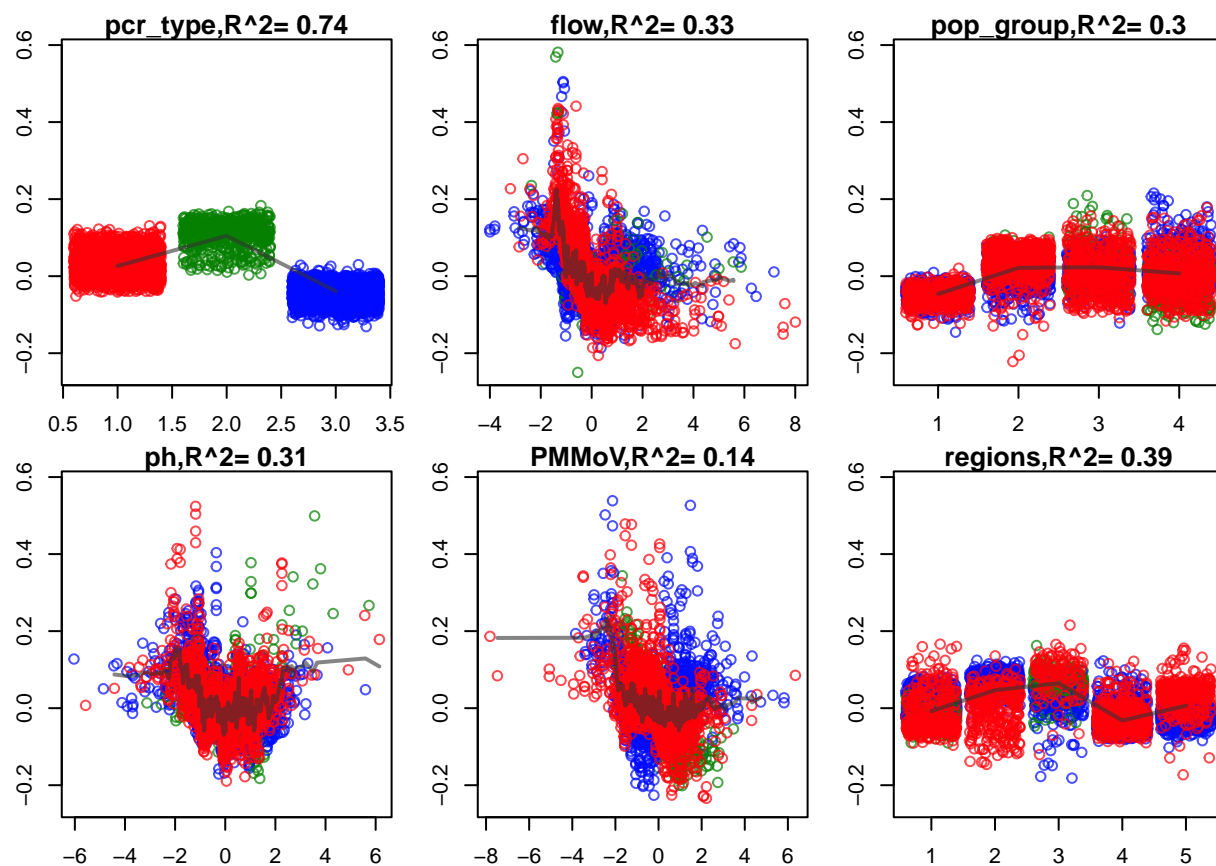 pcr_type,R^2= 0.74
0.6
0.4
0.2
0.0
−0.2
0.5 1.0 1.5 2.0 2.5 3.0 3.5
flow,R^2= 0.33
0.6
0.4
0.2
0.0
−0.2
−4 −2 0 2 4 6 8
pop_group,R^2= 0.3
0.6
0.4
0.2
0.0
−0.2
1 2 3 4
ph,R^2= 0.31
0.6
0.4
0.2
0.0
−0.2
−6 −4 −2 0 2 4 6
PMMoV,R^2= 0.14
0.6
0.4
0.2
0.0
−0.2
−8 −6 −4 −2 0 2 4 6
regions,R^2= 0.39
0.6
0.4
0.2
0.0
−0.2
1 2 3 4 5